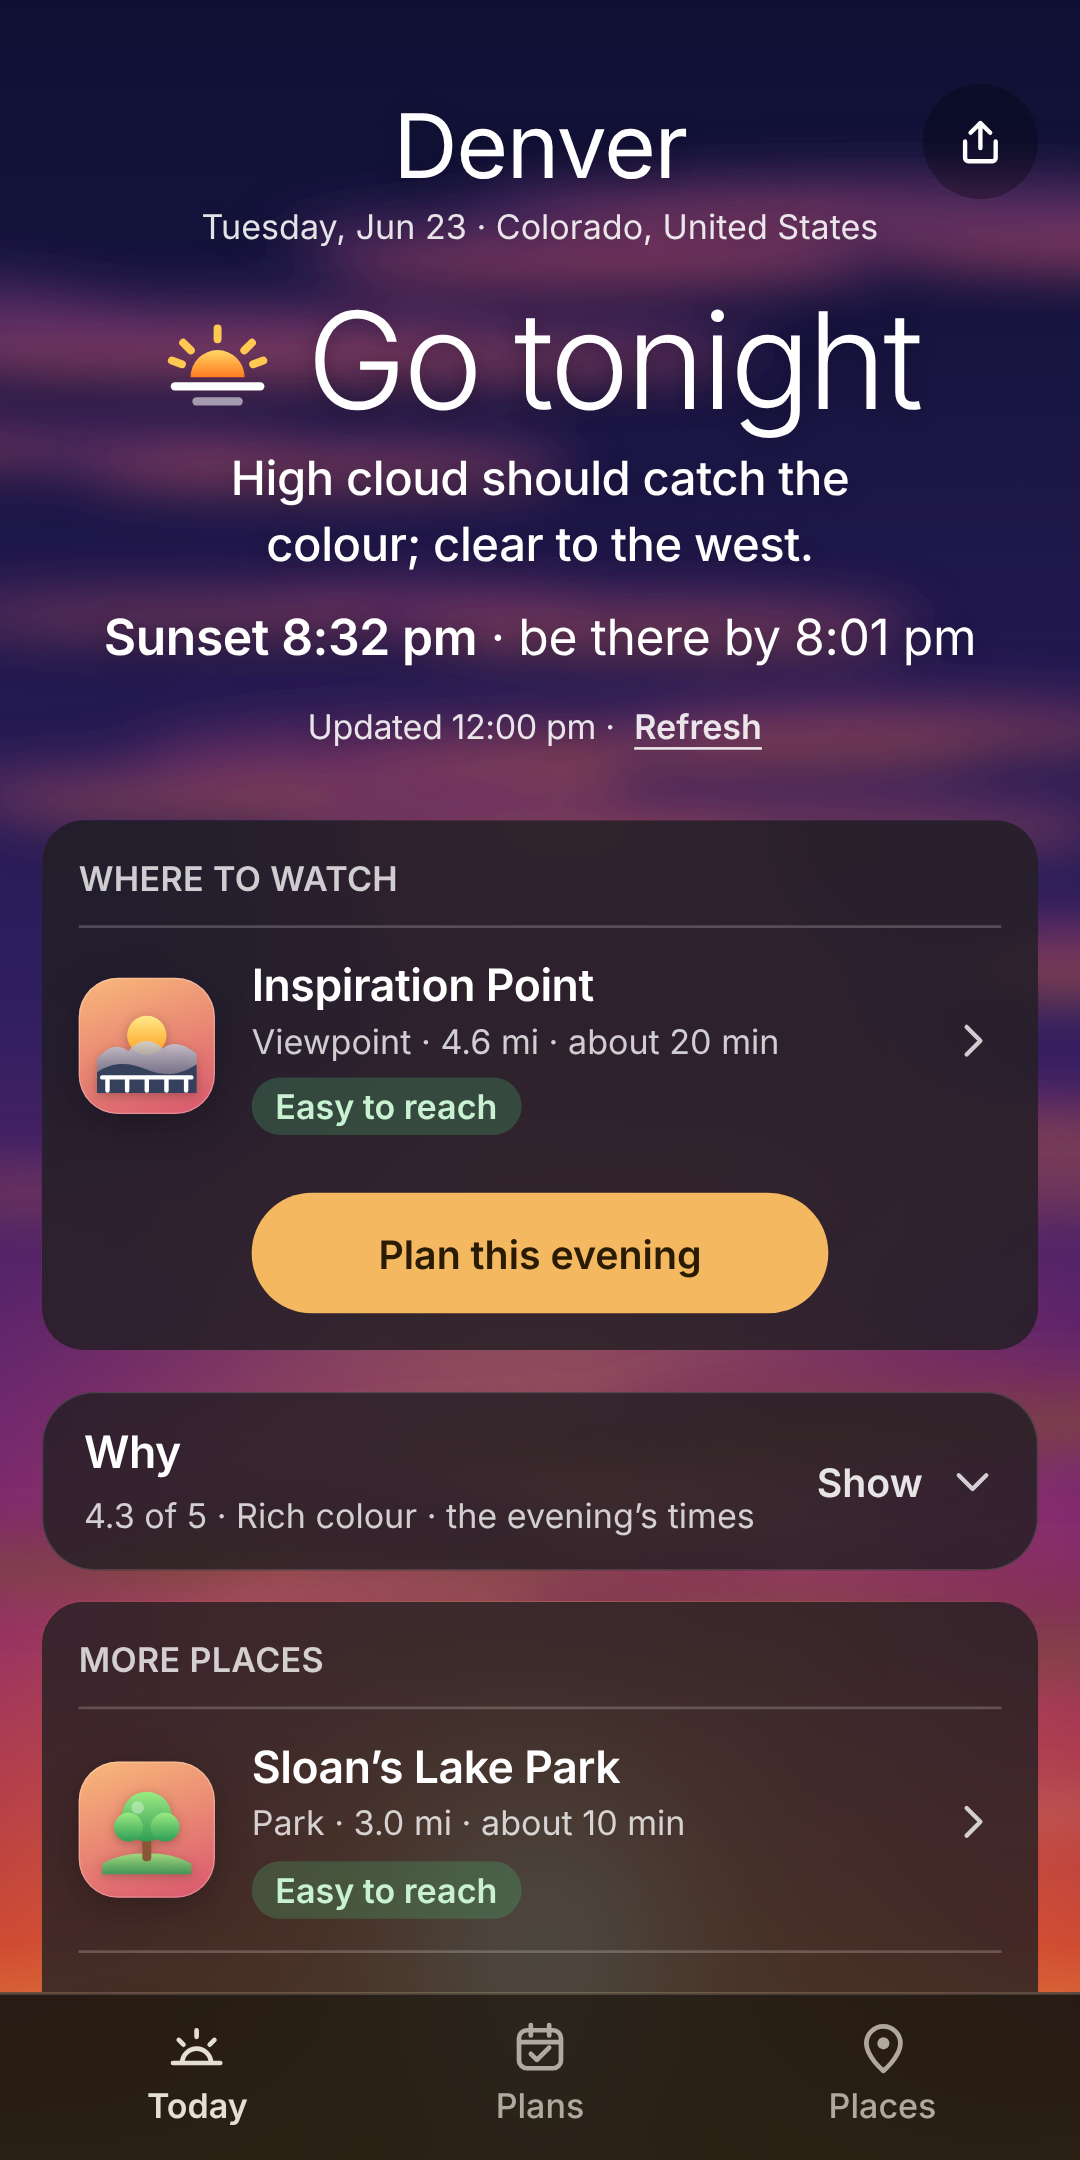 Denver
Tuesday, Jun 23 · Colorado, United States
Go tonight
High cloud should catch the
colour; clear to the west.
Sunset 8:32 pm · be there by 8:01 pm
Updated 12:00 pm · Refresh
WHERE TO WATCH
Inspiration Point
Viewpoint · 4.6 mi · about 20 min
Easy to reach
Plan this evening
Why
4.3 of 5 · Rich colour · the evening’s times
Show
MORE PLACES
Sloan’s Lake Park
Park · 3.0 mi · about 10 min
Easy to reach
Today
Plans
Places